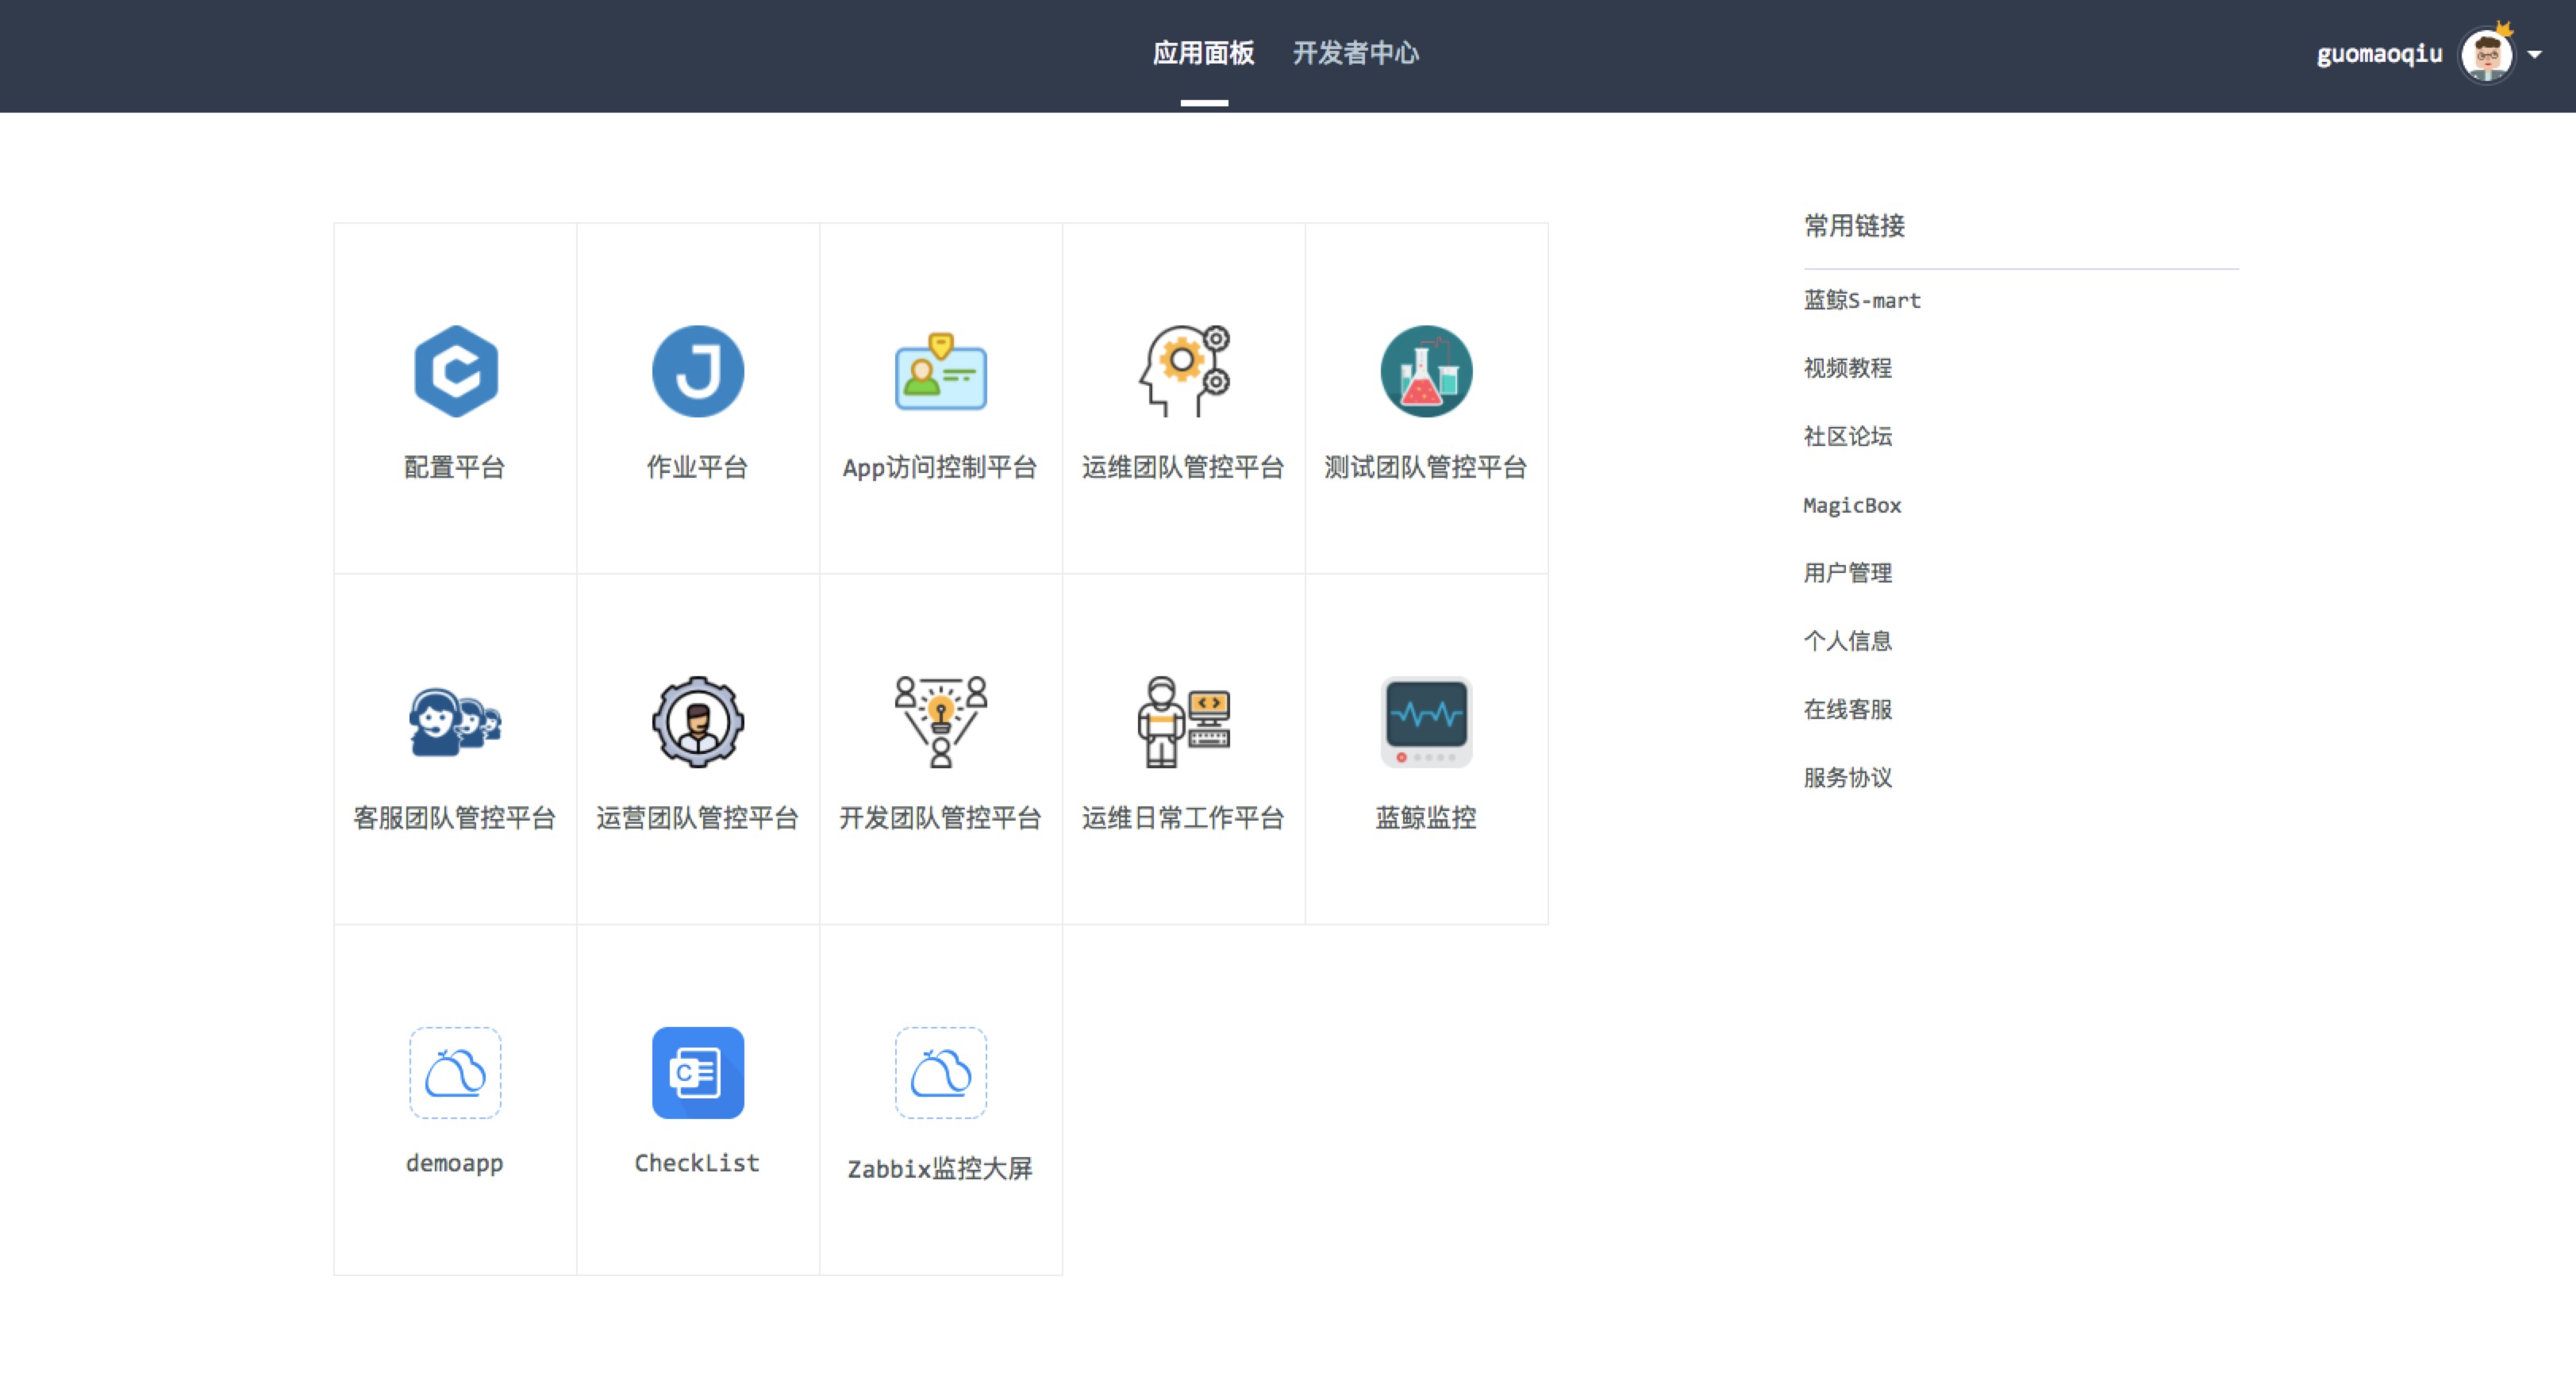 应用面板 开发者中心 guomaoqiu
常用链接
蓝鲸S-mart
视频教程
社区论坛
MagicBox
用户管理
个人信息
在线客服
服务协议
配置平台 作业平台 App访问控制平台 运维团队管控平台 测试团队管控平台
客服团队管控平台 运营团队管控平台 开发团队管控平台 运维日常工作平台 蓝鲸监控
demoapp CheckList Zabbix监控大屏